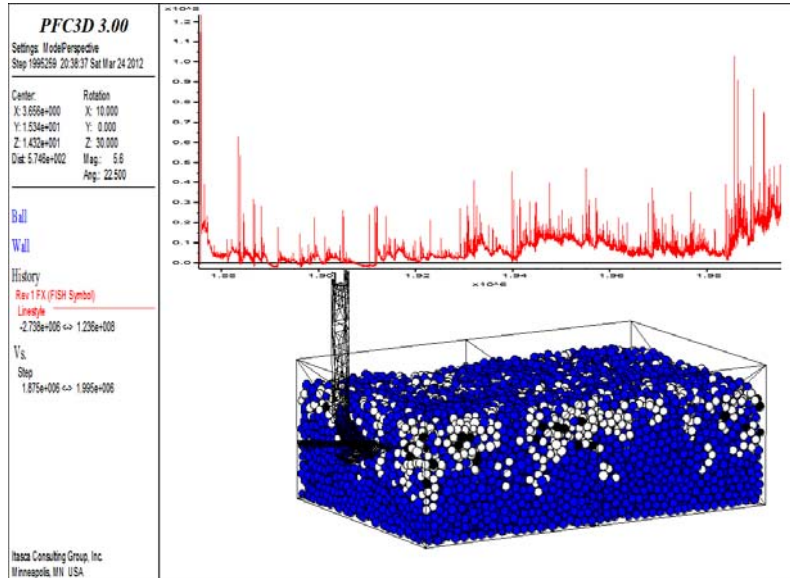 PFC3D 3.00
Settings: ModelPerspective
Step 1995259 20:38:37 Sat Mar 24 2012
Center: Rotation
X: 3.656e+000 X: 10.000
Y: 1.534e+001 Y: 0.000
Z: 1.432e+001 Z: 30.000
Dist: 5.746e+002 Mag.: 5.6
Ang.: 22.500
Ball
Wall
History
Rev 1 FX (FISH Symbol)
Linestyle
-2.738e+006 <-> 1.236e+008
Vs.
Step
1.875e+006 <-> 1.995e+006
Itasca Consulting Group, Inc.
Minneapolis, MN USA
1.2
1.1
1.0
0.9
0.8
0.7
0.6
0.5
0.4
0.3
0.2
0.1
0.0
1.88 1.90 1.92 1.94 1.96 1.98
x10^6